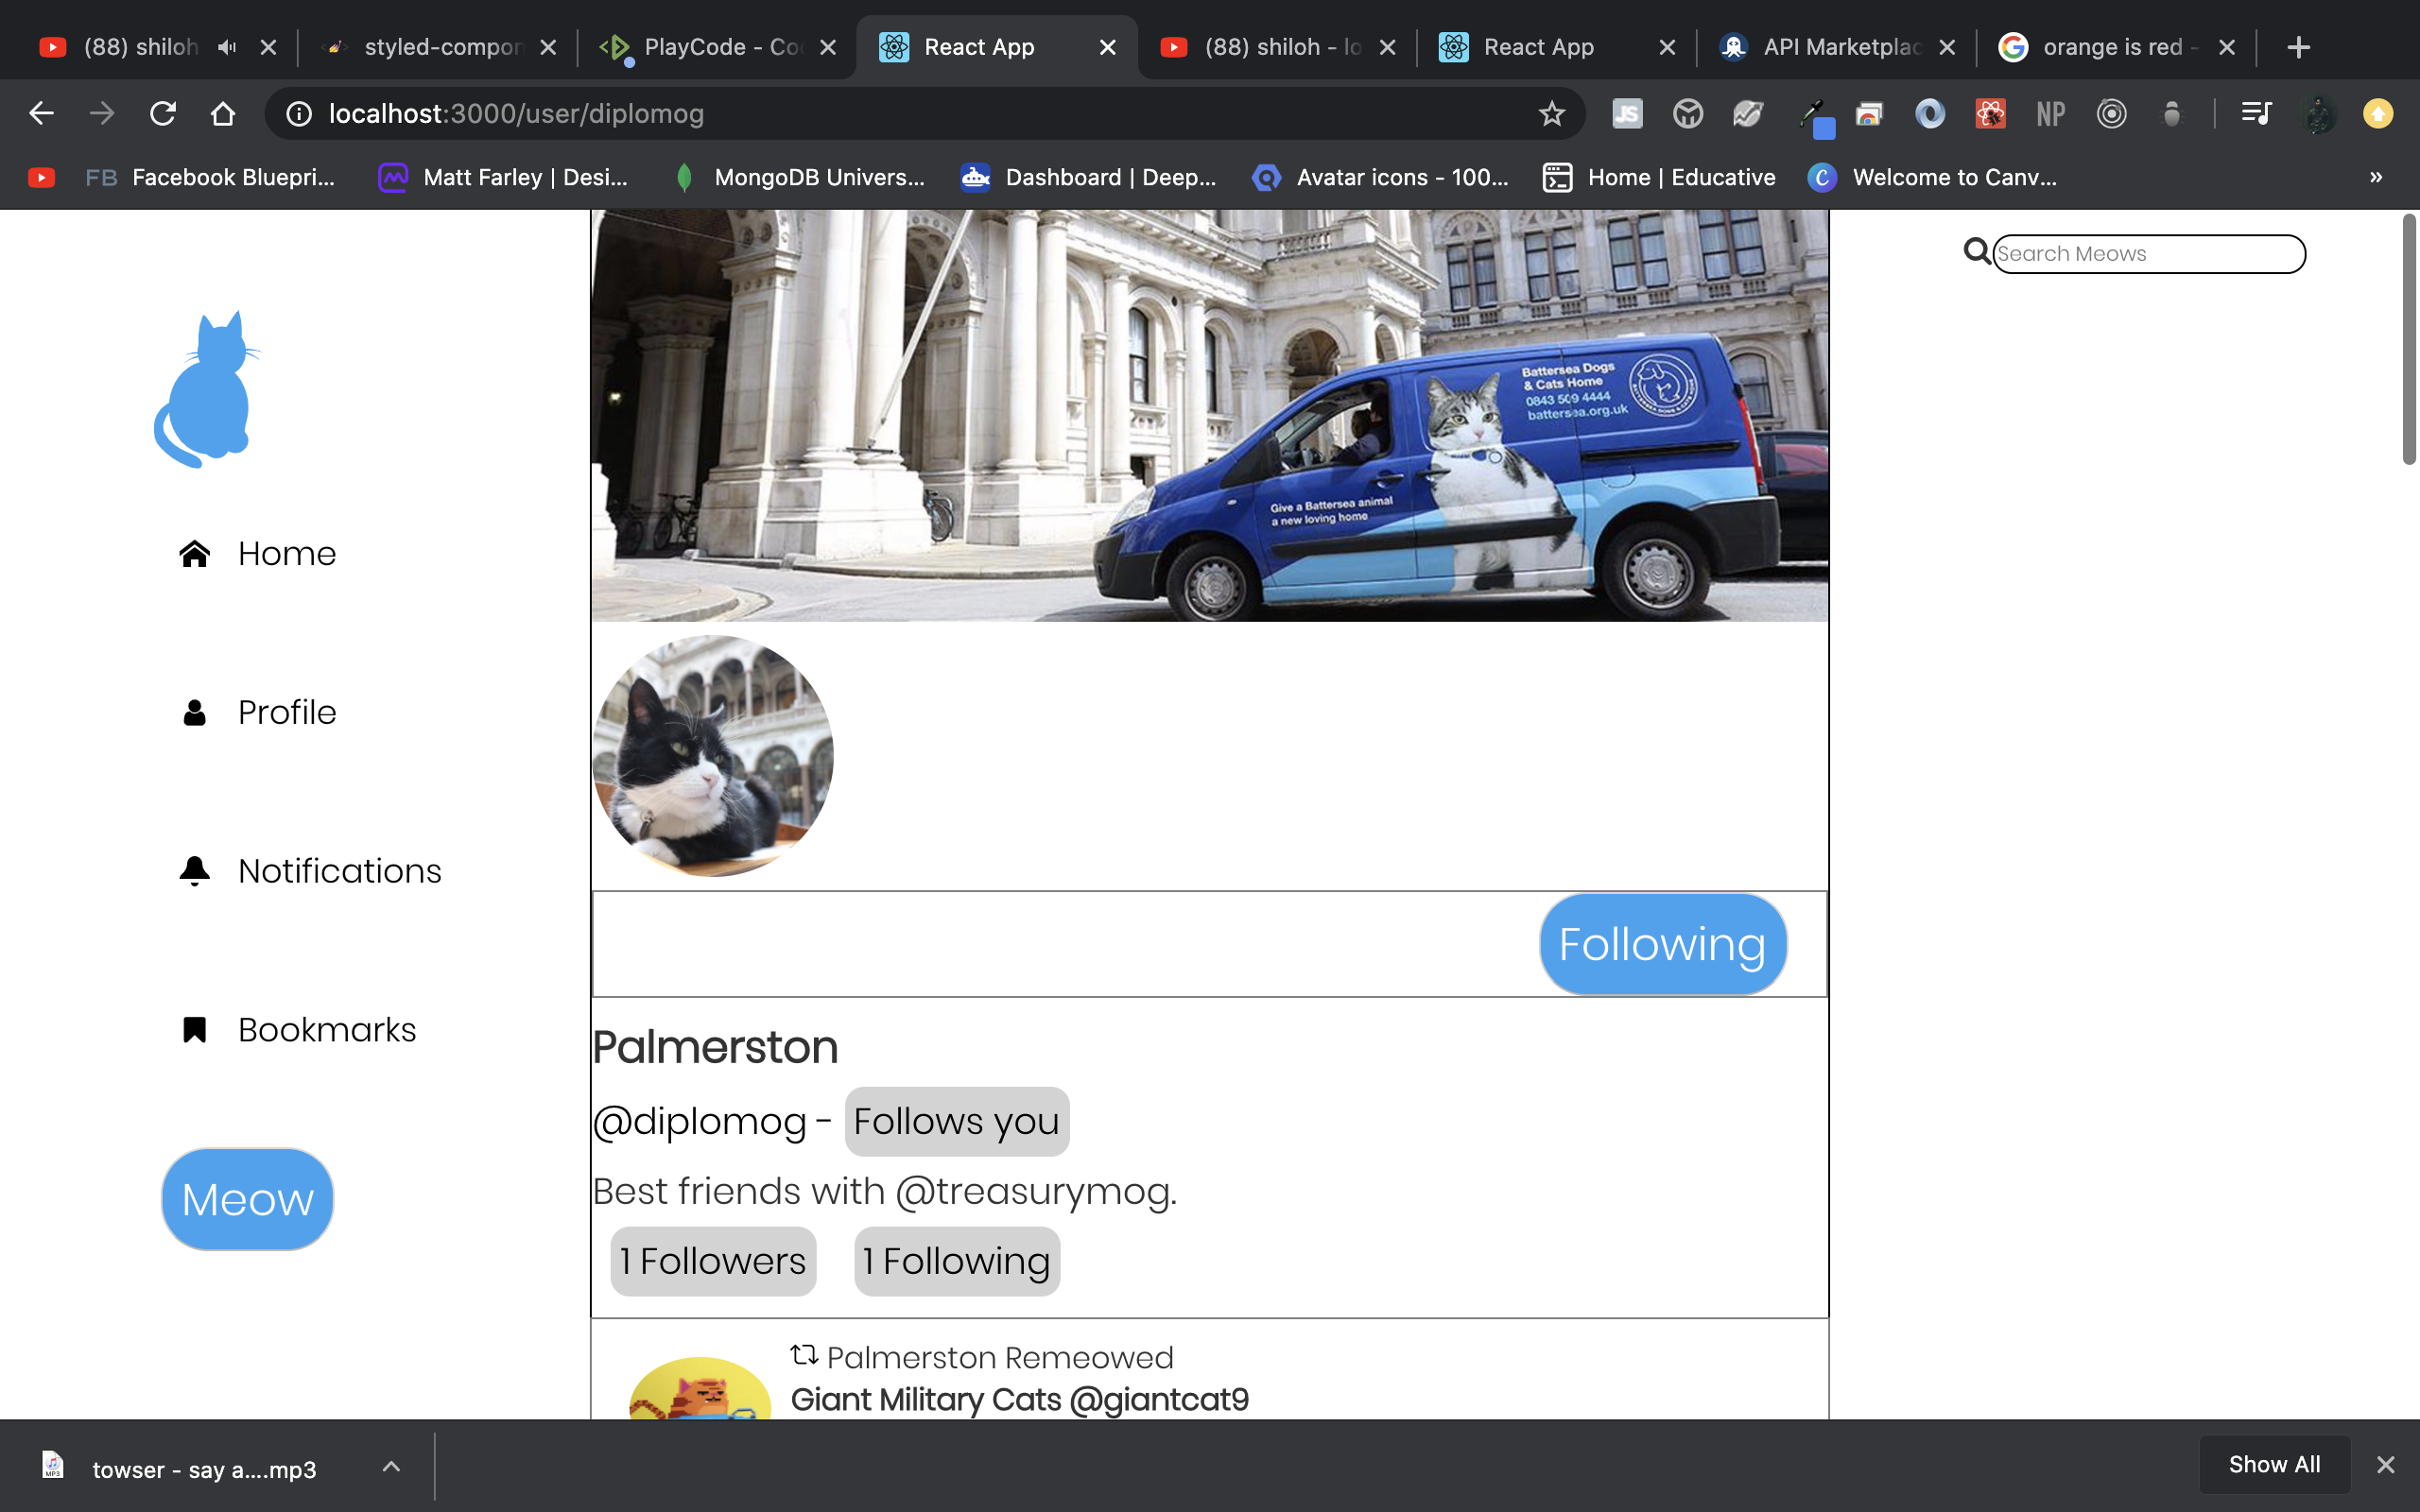 (88) shiloh
styled-compon
PlayCode - Co
React App
(88) shiloh - lo
React App
API Marketplac
orange is red -
localhost:3000/user/diplomog
JS
NP
FB Facebook Bluepri...
Matt Farley | Desi...
MongoDB Univers...
Dashboard | Deep...
Avatar icons - 100...
Home | Educative
Welcome to Canv...
»
Search Meows
Battersea Dogs
& Cats Home
0843 509 4444
battersea.org.uk
Give a Battersea animal
a new loving home
Home
Profile
Notifications
Bookmarks
Meow
Following
Palmerston
@diplomog - Follows you
Best friends with @treasurymog.
1 Followers 1 Following
Palmerston Remeowed
Giant Military Cats @giantcat9
MP3
towser - say a....mp3
Show All